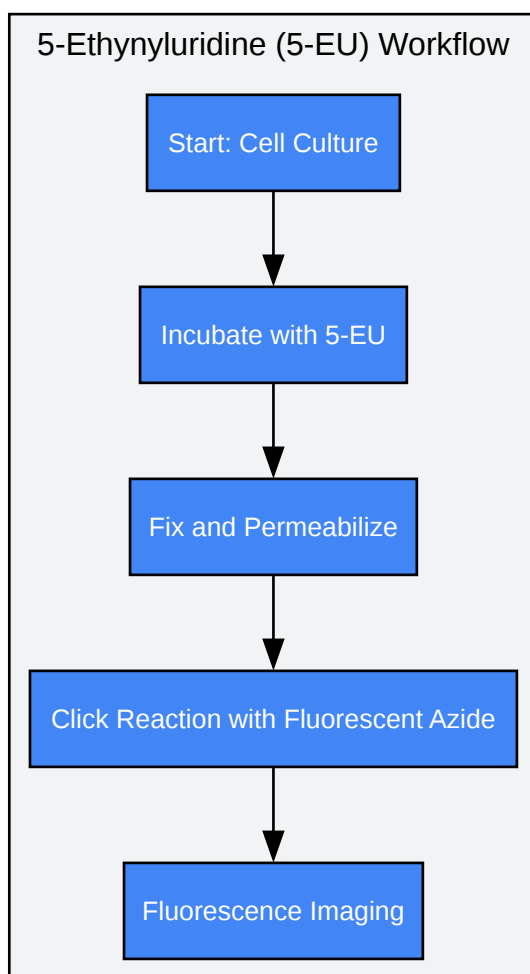 5-Ethynyluridine (5-EU) Workflow
Start: Cell Culture
Incubate with 5-EU
Fix and Permeabilize
Click Reaction with Fluorescent Azide
Fluorescence Imaging